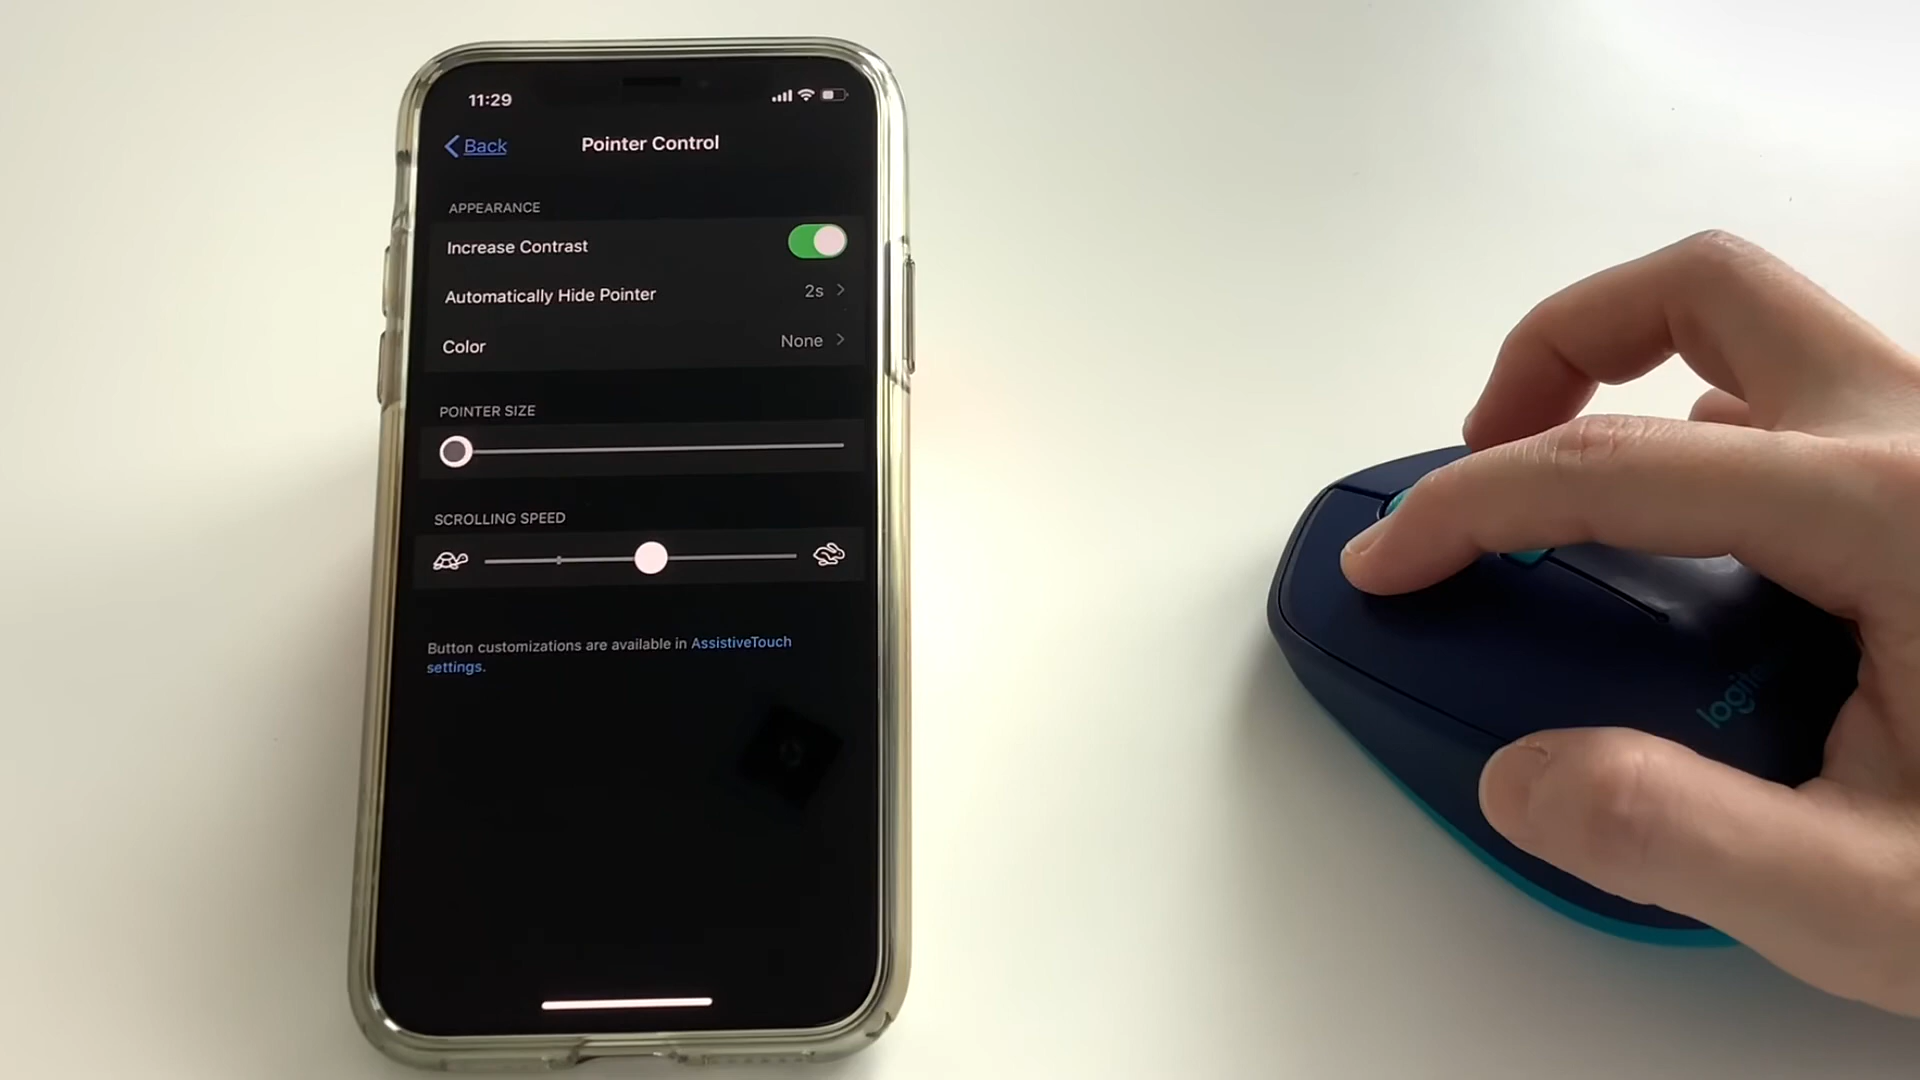 11:29
Back
Pointer Control
APPEARANCE
Increase Contrast
Automatically Hide Pointer
2s
Color
None
POINTER SIZE
SCROLLING SPEED
Button customizations are available in AssistiveTouch
settings.